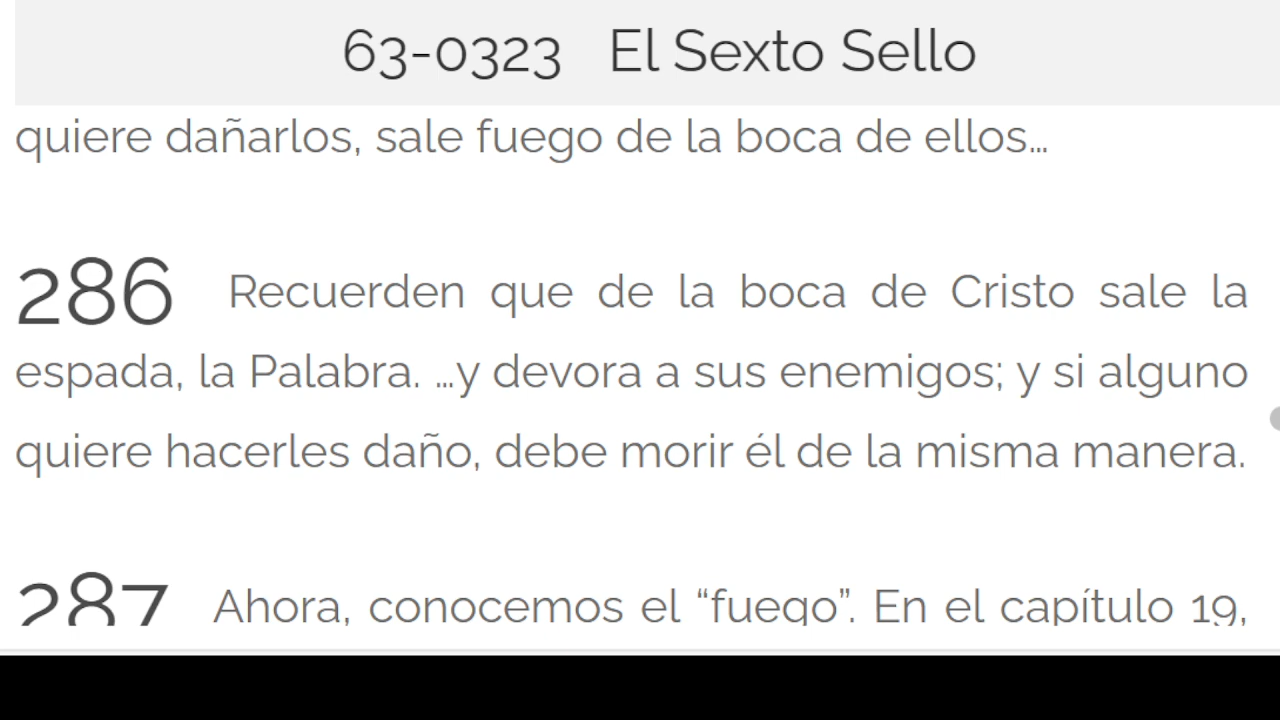 63-0323 El Sexto Sello
quiere dañarlos, sale fuego de la boca de ellos…
286 Recuerden que de la boca de Cristo sale la
espada, la Palabra. …y devora a sus enemigos; y si alguno
quiere hacerles daño, debe morir él de la misma manera.
287 Ahora, conocemos el “fuego”. En el capítulo 19,